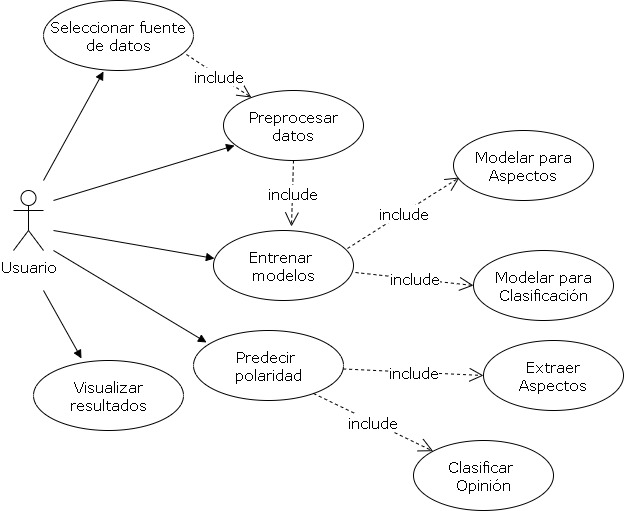 Seleccionar fuente
de datos
include
Preprocesar
datos
include
Modelar para
Aspectos
include
Usuario
Entrenar
modelos
include
Modelar para
Clasificación
Predecir
polaridad
include
Extraer
Aspectos
Visualizar
resultados
include
Clasificar
Opinión